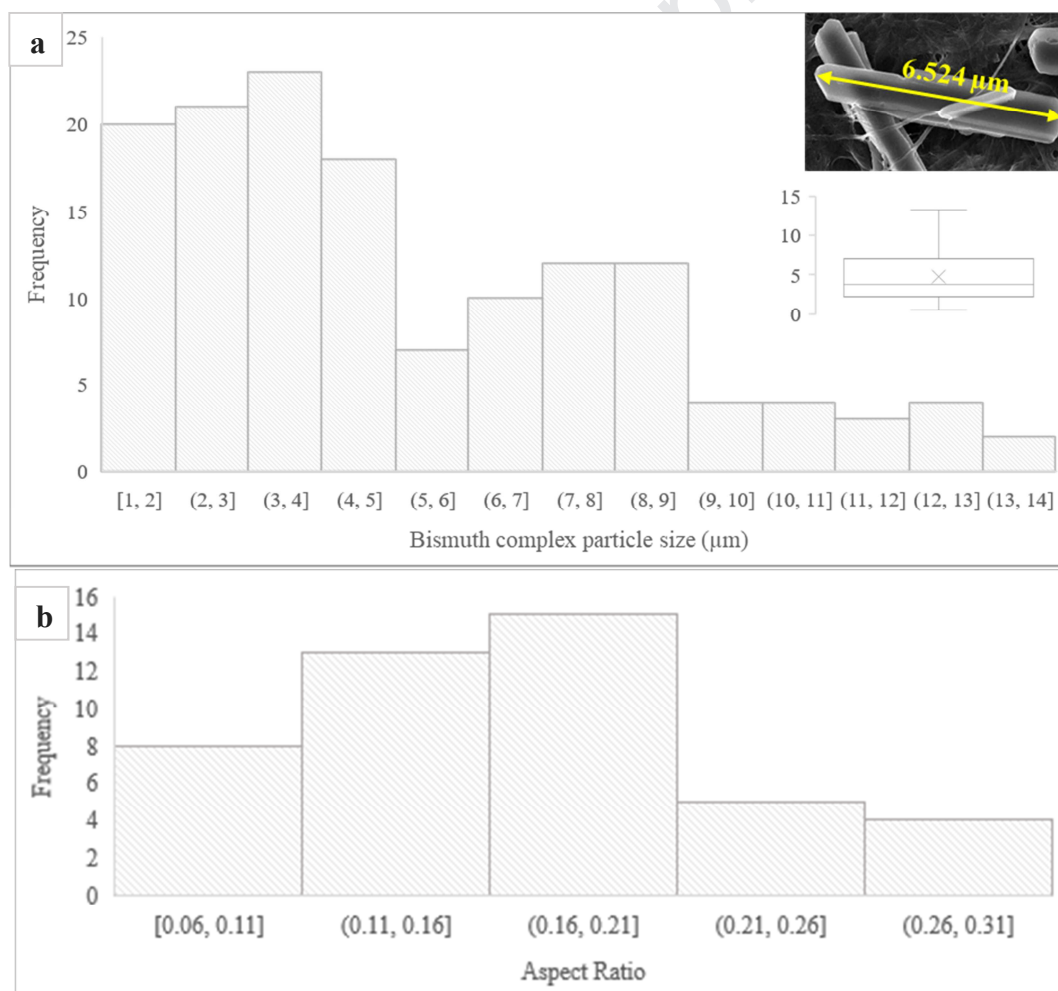 a
25
20
15
10
5
0
Frequency
[1, 2] (2, 3] (3, 4] (4, 5] (5, 6] (6, 7] (7, 8] (8, 9] (9, 10] (10, 11] (11, 12] (12, 13] (13, 14]
Bismuth complex particle size (µm)
6.524 µm
15
10
5
0
b
16
14
12
10
8
6
4
2
0
Frequency
[0.06, 0.11] (0.11, 0.16] (0.16, 0.21] (0.21, 0.26] (0.26, 0.31]
Aspect Ratio